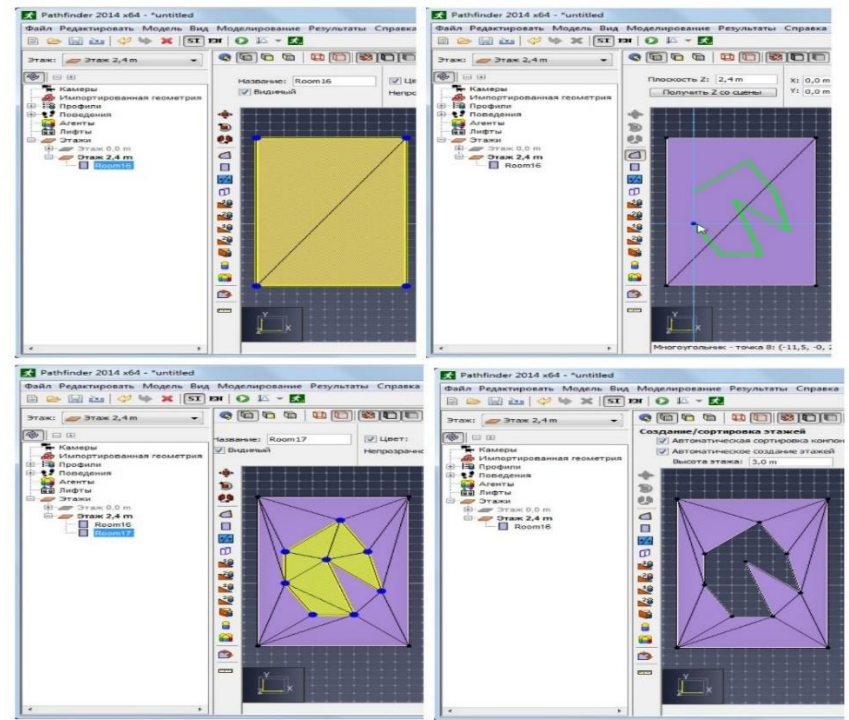 Pathfinder 2014 x64 - *untitled
Файл Редактировать Модель Вид Моделирование Результаты Справка
SI EN
Этаж: Этаж 2,4 m
Камеры
Импортированная геометрия
Профили
Поведения
Агенты
Лифты
Этажи
Этаж 0,0 m
Этаж 2,4 m
Room16
Название: Room16
Видимый
Y
Z X
Pathfinder 2014 x64 - *untitled
Файл Редактировать Модель Вид Моделирование Результаты Справка
SI EN
Этаж: Этаж 2,4 m
Камеры
Импортированная геометрия
Профили
Поведения
Агенты
Лифты
Этажи
Этаж 0,0 m
Этаж 2,4 m
Room16
Плоскость Z: 2,4 m X: 0,0 m
Получить Z со сцены Y: 0,0 m
Y
Z X
Многоугольник - точка 8: (-11,5, -0,
Pathfinder 2014 x64 - *untitled
Файл Редактировать Модель Вид Моделирование Результаты Справка
SI EN
Этаж: Этаж 2,4 m
Камеры
Импортированная геометрия
Профили
Поведения
Агенты
Лифты
Этажи
Этаж 0,0 m
Этаж 2,4 m
Room16
Room17
Название: Room17 Цвет:
Видимый
Y
Z X
Pathfinder 2014 x64 - *untitled
Файл Редактировать Модель Вид Моделирование Результаты Справка
SI EN
Этаж: Этаж 2,4 m
Камеры
Импортированная геометрия
Профили
Поведения
Агенты
Лифты
Этажи
Этаж 0,0 m
Этаж 2,4 m
Room16
Создание/сортировка этажей
Автоматическая сортировка компон
Автоматическое создание этажей
Высота этажа: 3,0 m
Y
Z X